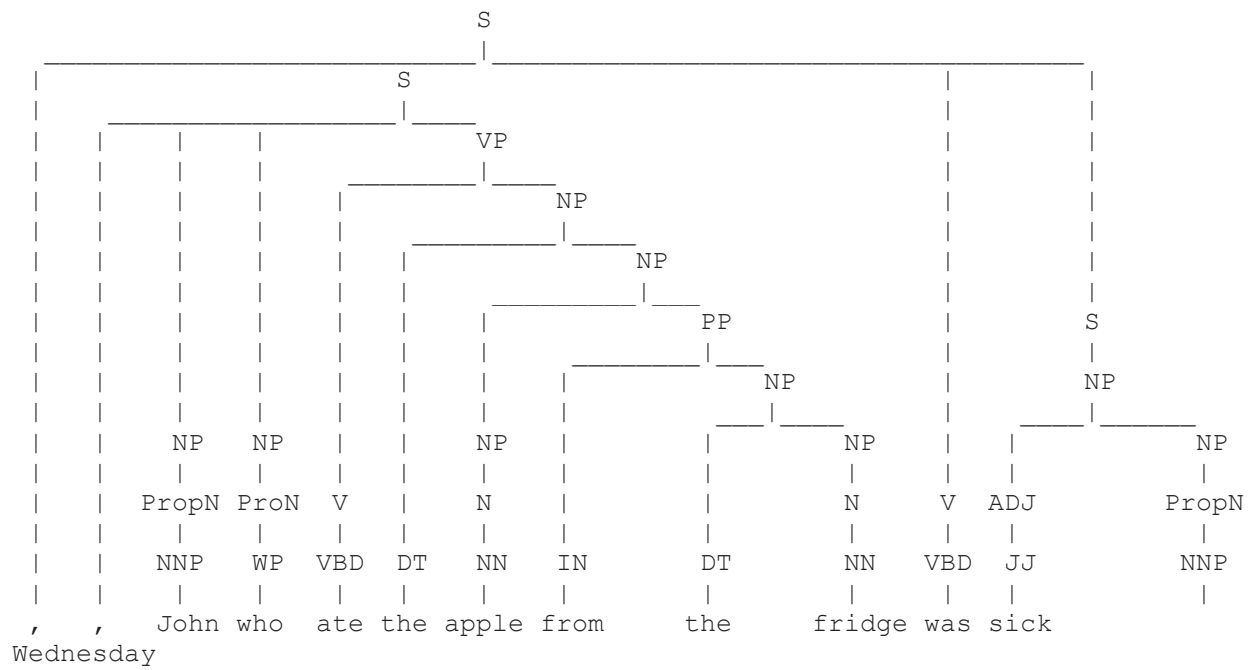 S
S
VP
NP
NP
PP S
NP NP
NP NP NP NP NP
PropN ProN V N N V ADJ PropN
NNP WP VBD DT NN IN DT NN VBD JJ NNP
, , John who ate the apple from the fridge was sick
Wednesday